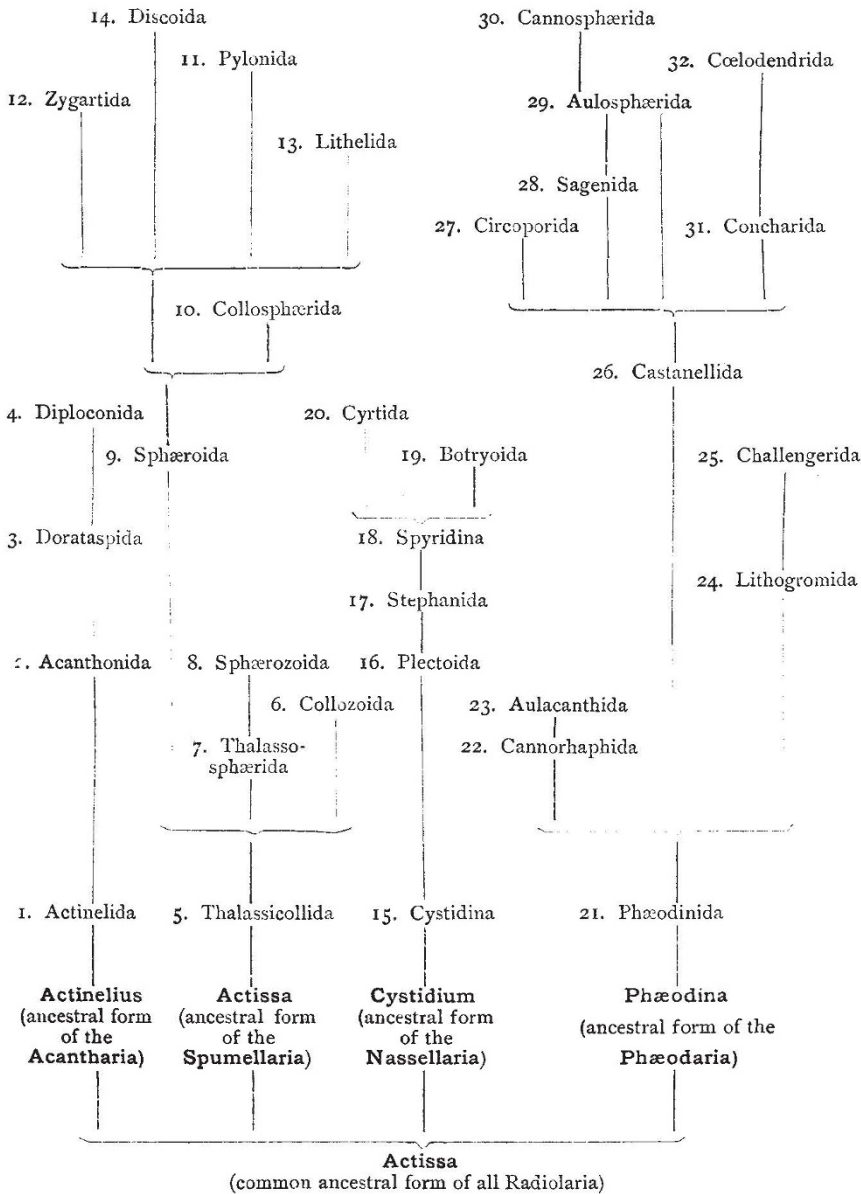 14. Discoida
30. Cannosphærida
11. Pylonida
32. Cœlodendrida
12. Zygartida
29. Aulosphærida
13. Lithelida
28. Sagenida
27. Circoporida
31. Concharida
10. Collosphærida
26. Castanellida
4. Diploconida
20. Cyrtida
9. Sphæroida
19. Botryoida
25. Challengerida
3. Dorataspida
18. Spyridina
24. Lithogromida
17. Stephanida
Acanthonida
8. Sphærozoida
16. Plectoida
6. Collozoida
23. Aulacanthida
7. Thalasso-
sphærida
22. Cannorhaphida
1. Actinelida
5. Thalassicollida
15. Cystidina
21. Phæodinida
Actinelius
(ancestral form
of the
Acantharia)
Actissa
(ancestral form
of the
Spumellaria)
Cystidium
(ancestral form
of the
Nassellaria)
Phæodina
(ancestral form of the
Phæodaria)
Actissa
(common ancestral form of all Radiolaria)